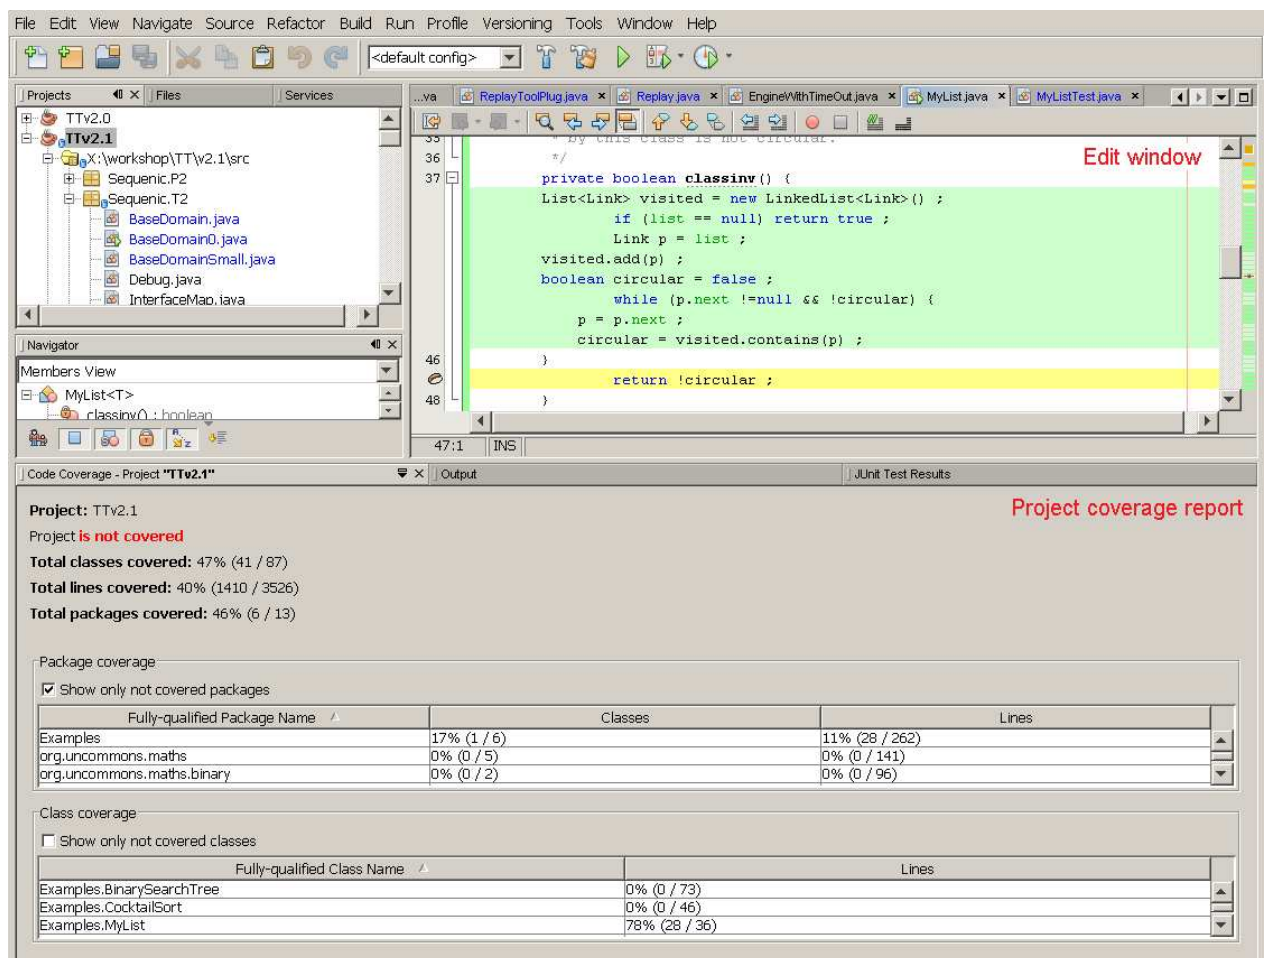 File Edit View Navigate Source Refactor Build Run Profile Versioning Tools Window Help
<default config>
Projects Files Services
...va ReplayToolPlug.java Replay.java EngineWithTimeOut.java MyList.java MyListTest.java
TTv2.0
TTv2.1
X:\workshop\TT\v2.1\src
Sequenic.P2
Sequenic.T2
BaseDomain.java
BaseDomain0.java
BaseDomainSmall.java
Debug.java
InterfaceMap.java
Edit window
35 * by this class is not circular.
36 */
37 private boolean classinv() {
List<Link> visited = new LinkedList<Link>() ;
if (list == null) return true ;
Link p = list ;
visited.add(p) ;
boolean circular = false ;
while (p.next !=null && !circular) {
p = p.next ;
circular = visited.contains(p) ;
46 }
return !circular ;
48 }
47:1 INS
Navigator
Members View
MyList<T>
classinv() : boolean
Code Coverage - Project "TTv2.1" Output JUnit Test Results
Project coverage report
Project: TTv2.1
Project is not covered
Total classes covered: 47% (41 / 87)
Total lines covered: 40% (1410 / 3526)
Total packages covered: 46% (6 / 13)
Package coverage
Show only not covered packages
Fully-qualified Package Name Classes Lines
Examples 17% (1 / 6) 11% (28 / 262)
org.uncommons.maths 0% (0 / 5) 0% (0 / 141)
org.uncommons.maths.binary 0% (0 / 2) 0% (0 / 96)
Class coverage
Show only not covered classes
Fully-qualified Class Name Lines
Examples.BinarySearchTree 0% (0 / 73)
Examples.CocktailSort 0% (0 / 46)
Examples.MyList 78% (28 / 36)